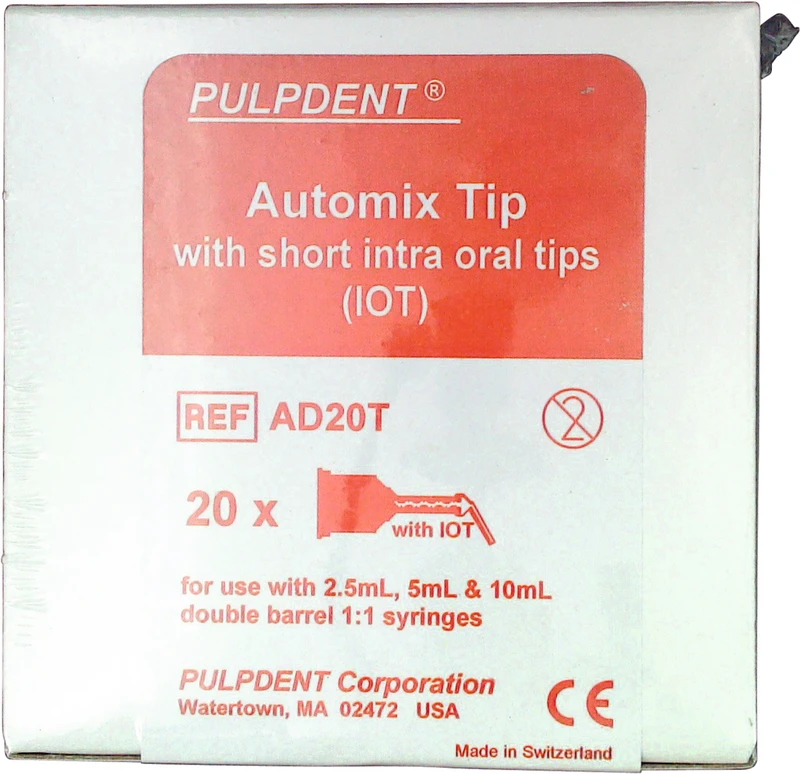 PULPDENT®
Automix Tip
with short intra oral tips
(IOT)
REF AD20T
2
20 x
with IOT
for use with 2.5mL, 5mL & 10mL
double barrel 1:1 syringes
PULPDENT Corporation
Watertown, MA 02472 USA
CE
Made in Switzerland